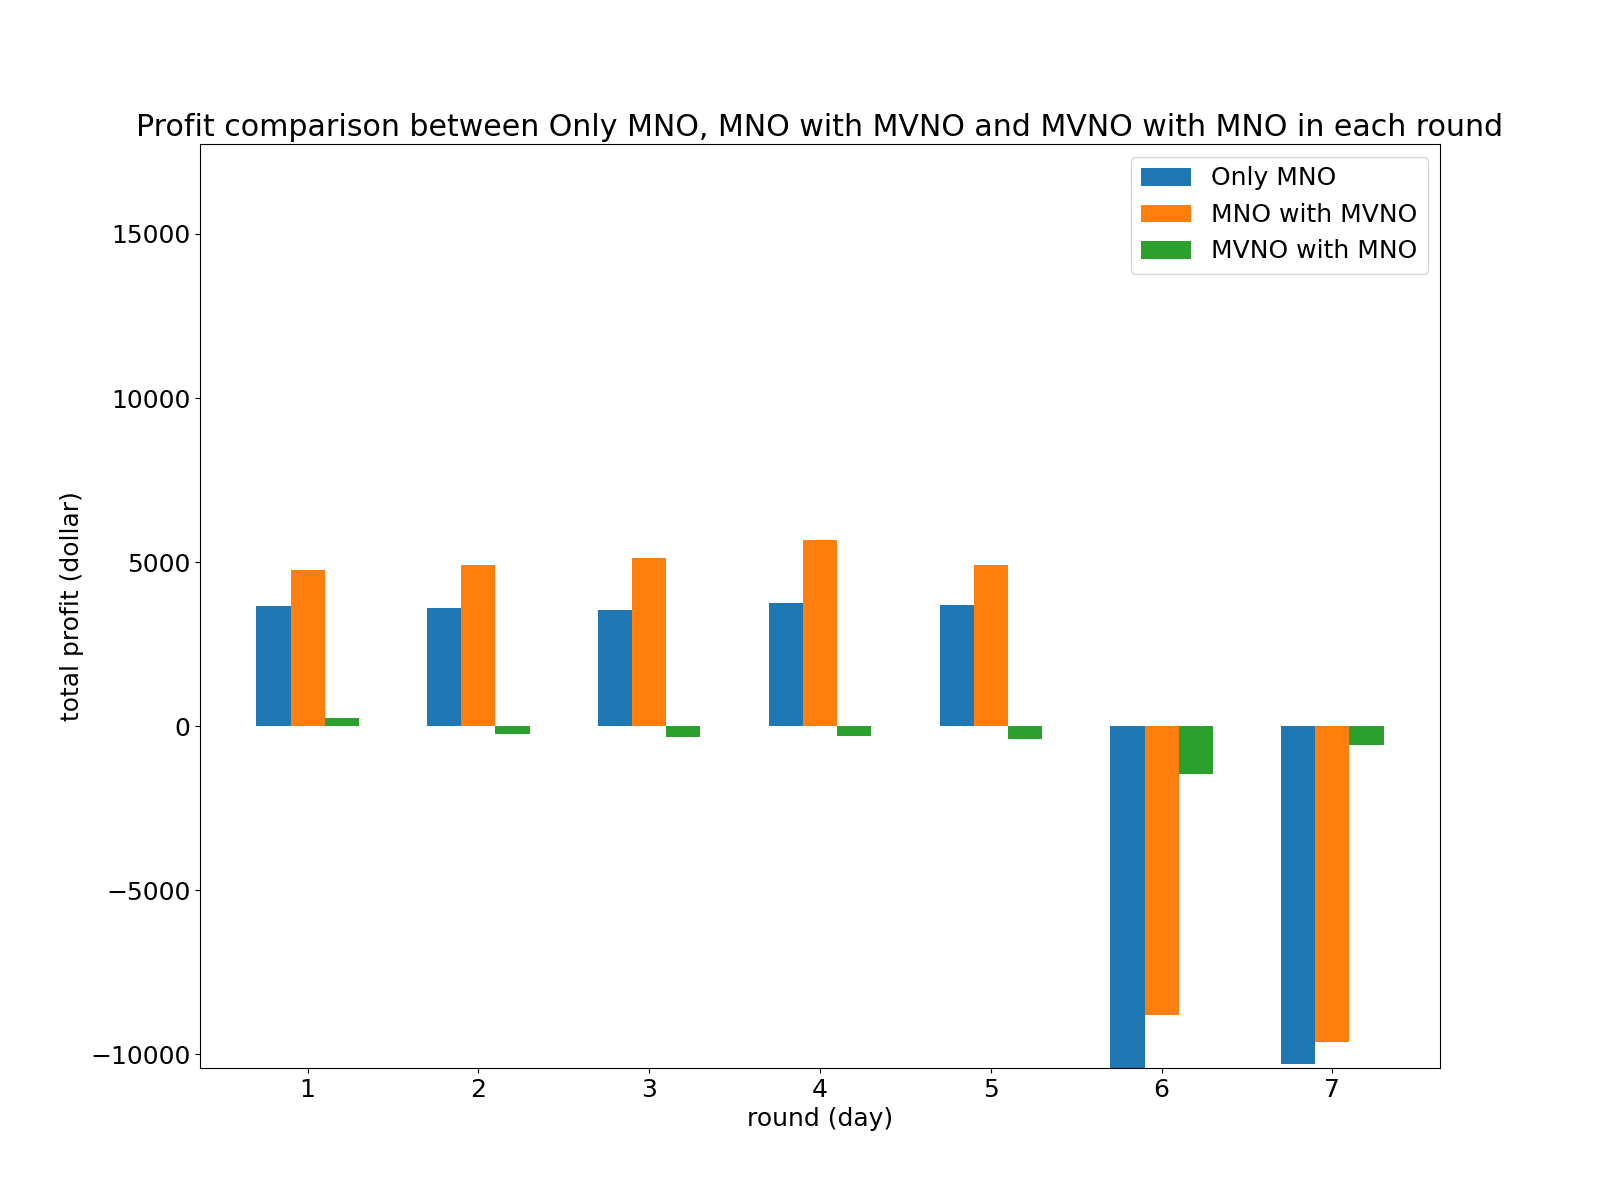 Profit comparison between Only MNO, MNO with MVNO and MVNO with MNO in each round
Only MNO
MNO with MVNO
MVNO with MNO
15000
10000
5000
0
−5000
−10000
total profit (dollar)
1 2 3 4 5 6 7
round (day)